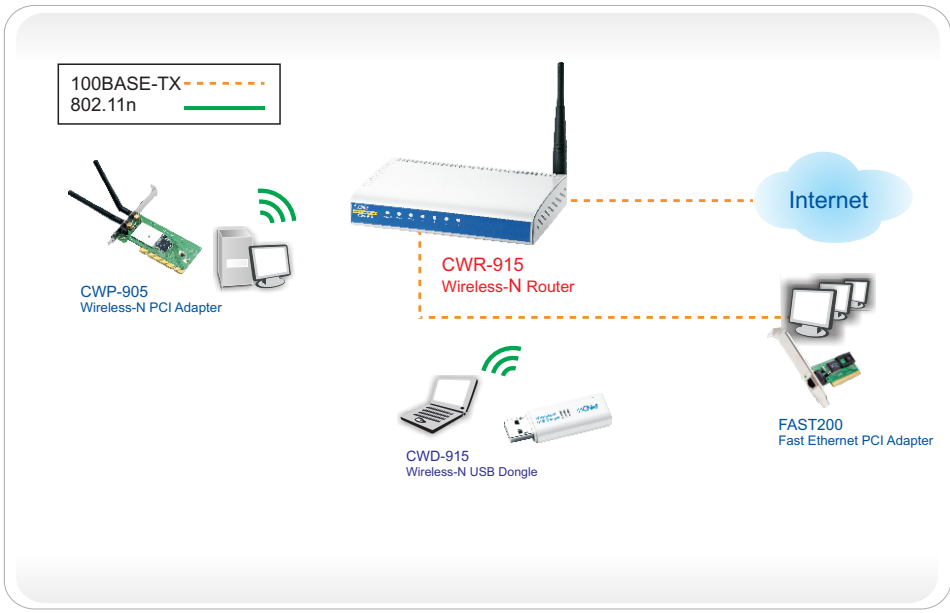 100BASE-TX
802.11n
Internet
CWR-915
Wireless-N Router
CWP-905
Wireless-N PCI Adapter
CWD-915
Wireless-N USB Dongle
FAST200
Fast Ethernet PCI Adapter
CNet